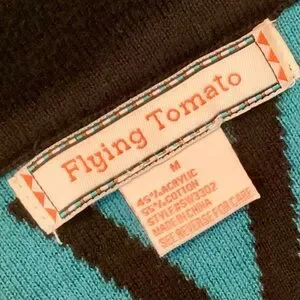 Flying Tomato
M
45% ACRYLIC
55% COTTON
STYLE#SW3302
MADE IN CHINA
SEE REVERSE FOR CARE